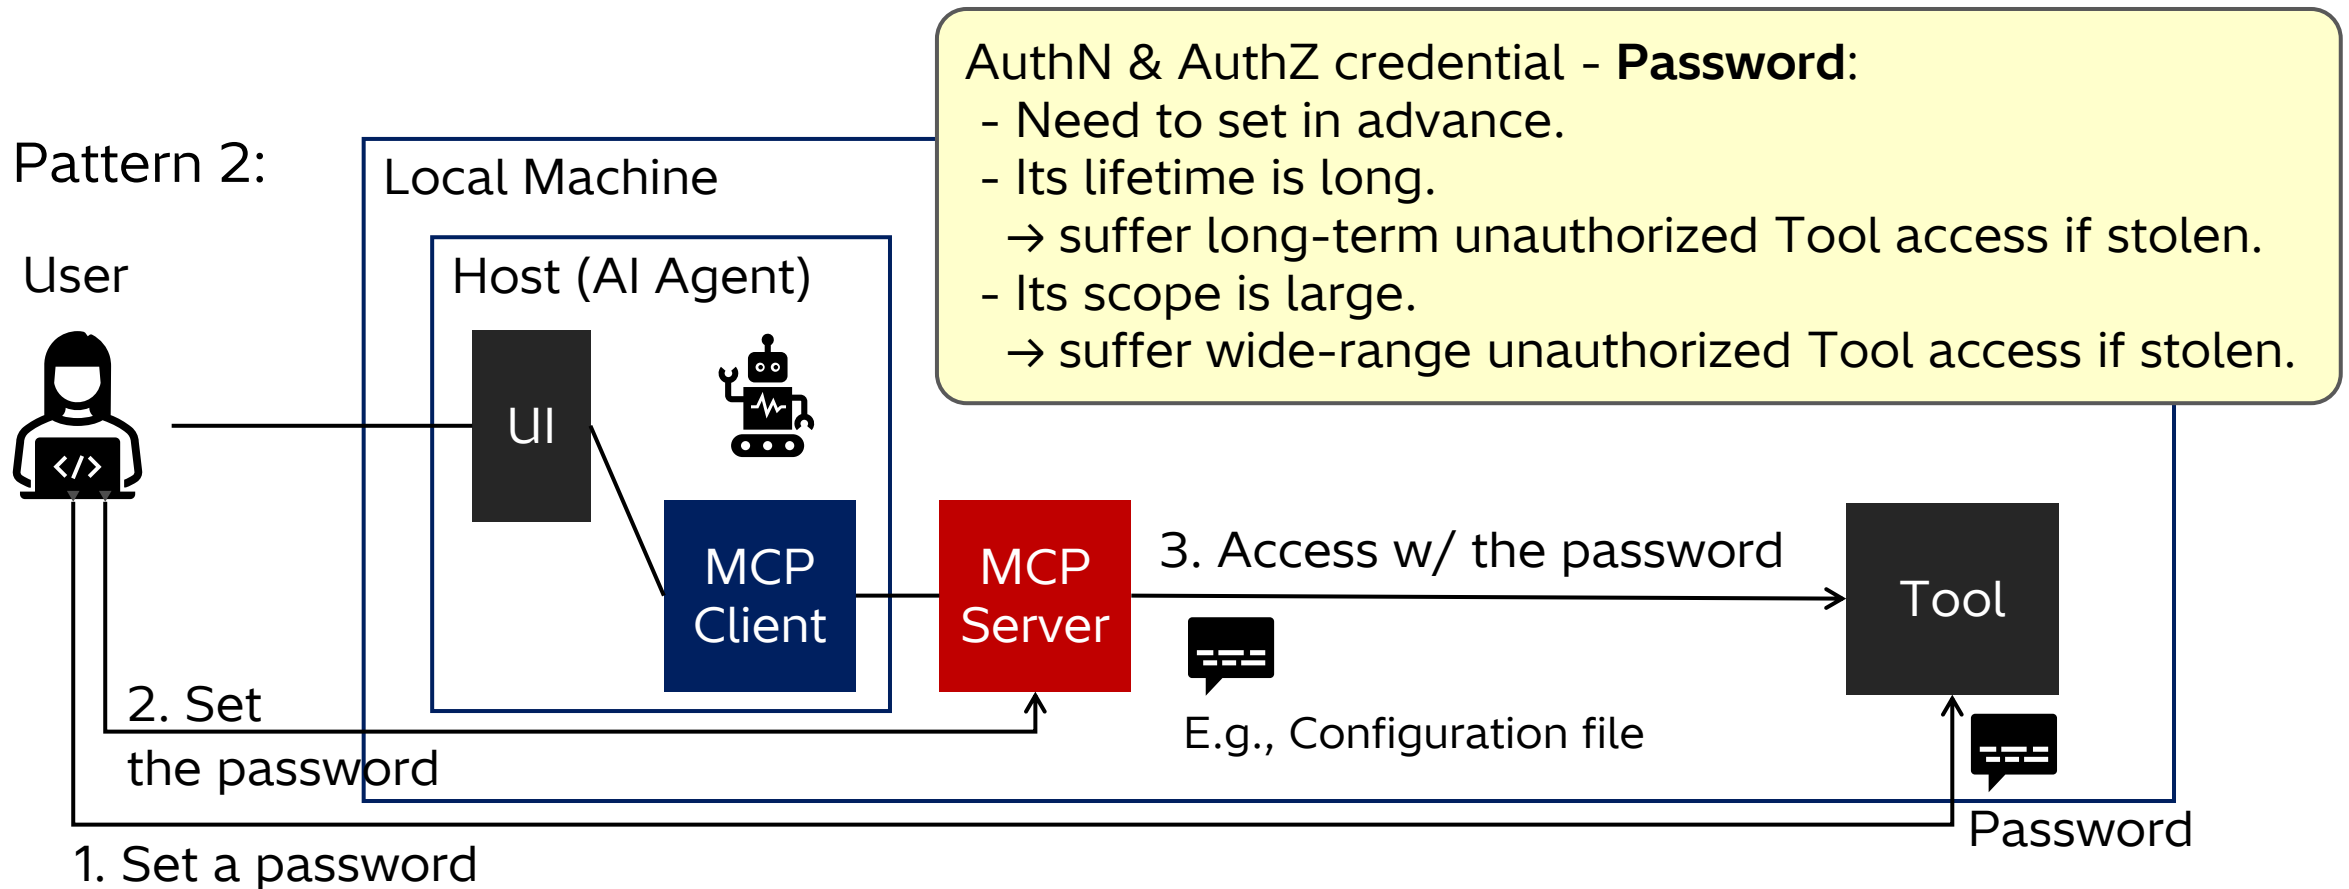 AuthN & AuthZ credential - Password:
- Need to set in advance.
- Its lifetime is long.
→ suffer long-term unauthorized Tool access if stolen.
- Its scope is large.
→ suffer wide-range unauthorized Tool access if stolen.
Pattern 2:
Local Machine
User
Host (AI Agent)
UI
</>
MCP
Client
MCP
Server
3. Access w/ the password
Tool
E.g., Configuration file
2. Set
the password
Password
1. Set a password